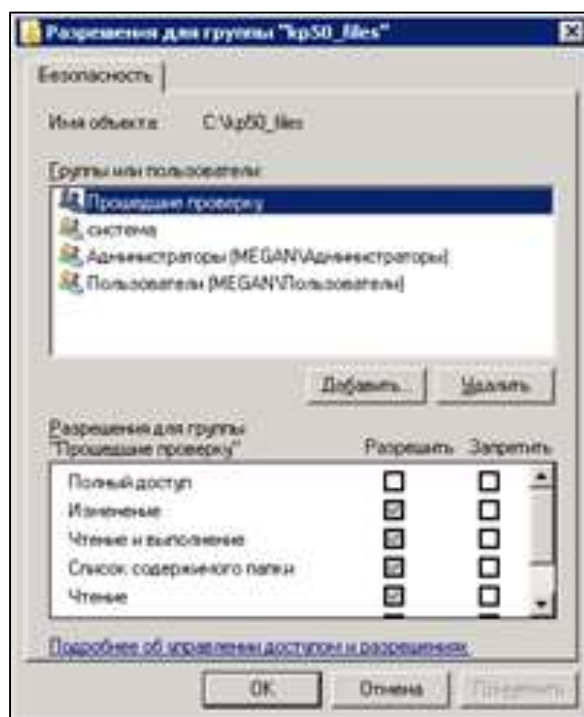 Разрешения для группы "kp50_files"
Безопасность
Имя объекта: C:\kp50_files
Группы или пользователи:
Прошедшие проверку
система
Администраторы (MEGAN\Администраторы)
Пользователи (MEGAN\Пользователи)
Добавить... Удалить
Разрешения для группы
"Прошедшие проверку" Разрешить Запретить
Полный доступ
Изменение
Чтение и выполнение
Список содержимого папки
Чтение
Подробнее об управлении доступом и разрешениях
ОК Отмена Применить